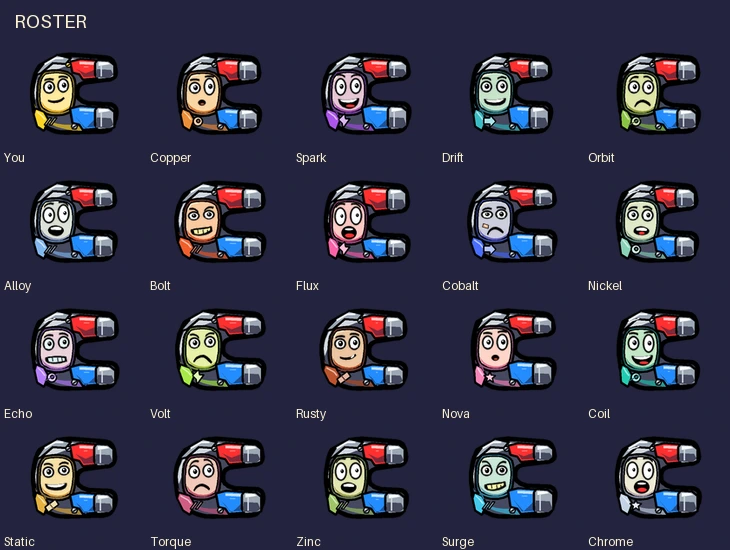 ROSTER
You Copper Spark Drift Orbit
Alloy Bolt Flux Cobalt Nickel
Echo Volt Rusty Nova Coil
Static Torque Zinc Surge Chrome